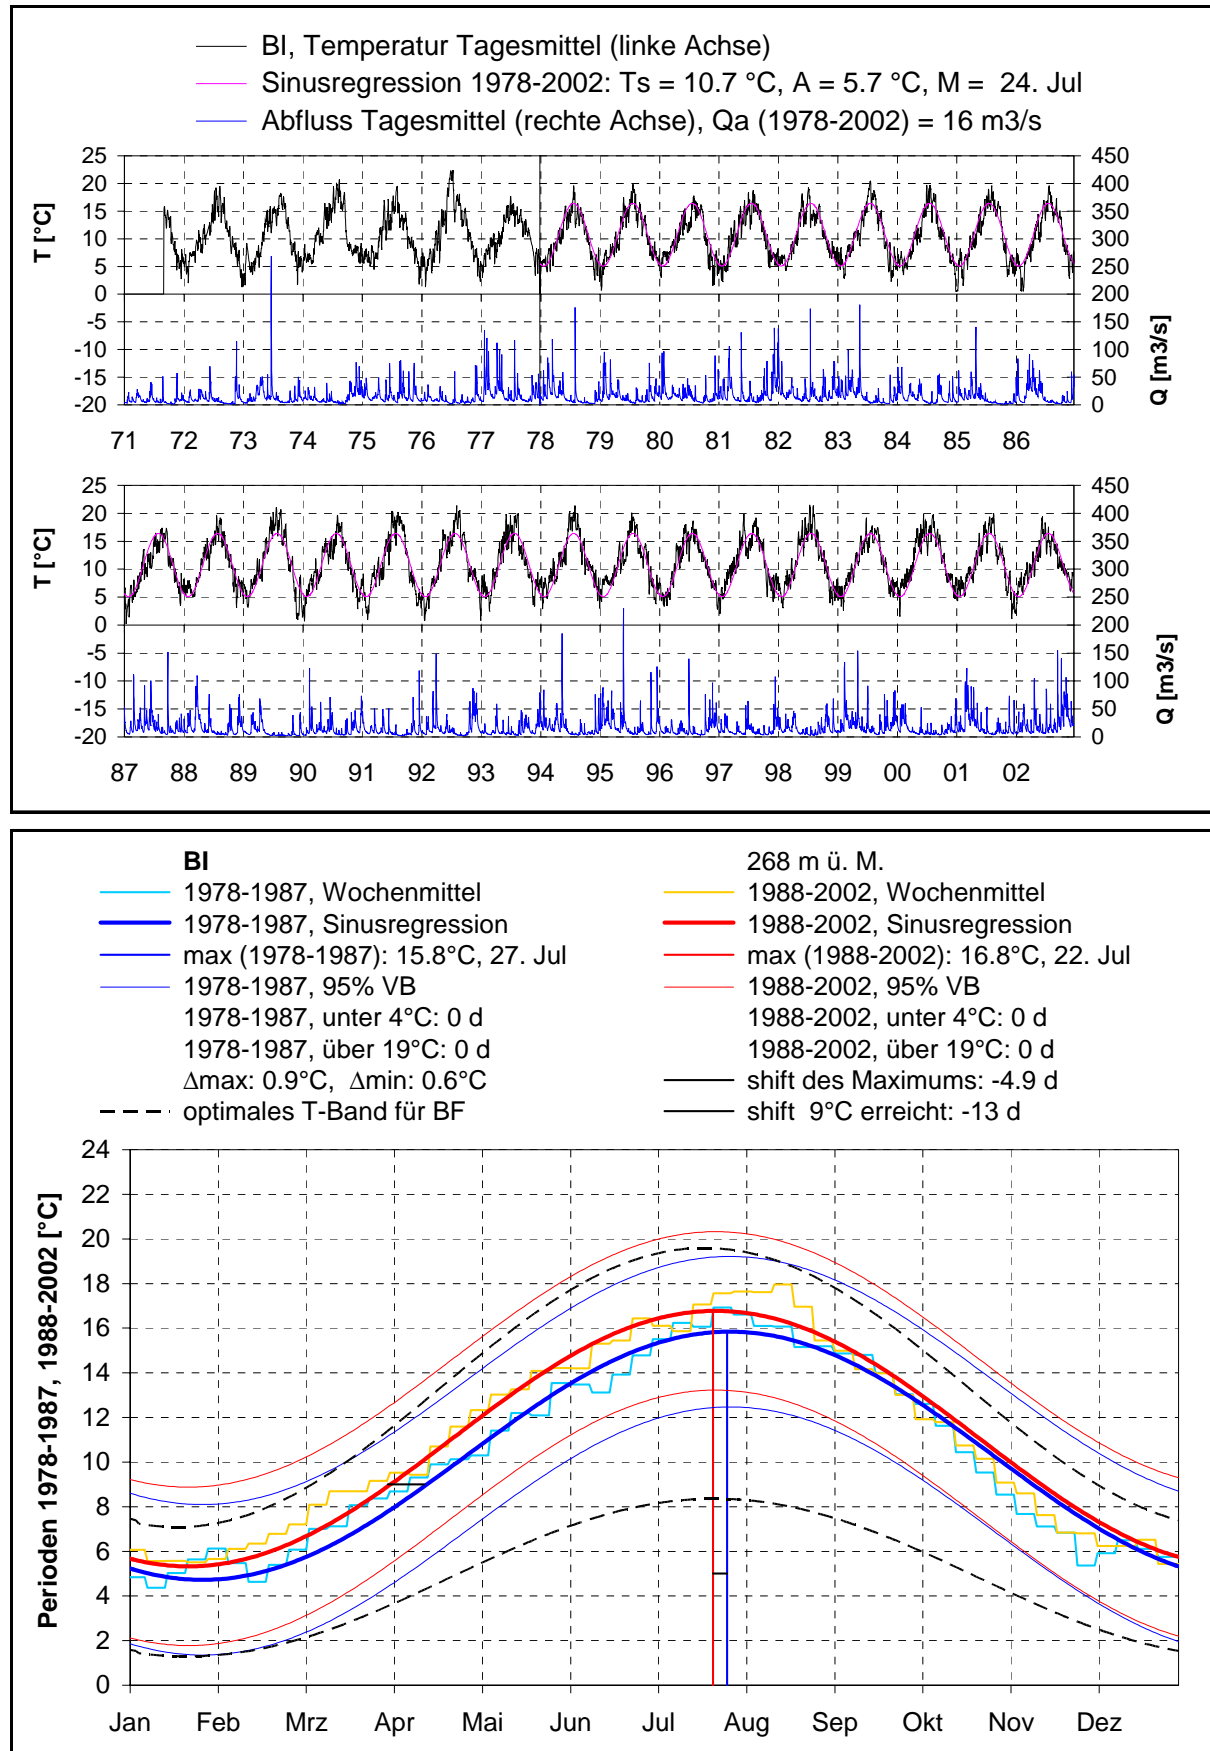 BI, Temperatur Tagesmittel (linke Achse)
Sinusregression 1978-2002: Ts = 10.7 °C, A = 5.7 °C, M = 24. Jul
Abfluss Tagesmittel (rechte Achse), Qa (1978-2002) = 16 m3/s
T [°C]
25
20
15
10
5
0
-5
-10
-15
-20
450
400
350
300
250
200
150
100
50
0
Q [m3/s]
71 72 73 74 75 76 77 78 79 80 81 82 83 84 85 86
T [°C]
25
20
15
10
5
0
-5
-10
-15
-20
450
400
350
300
250
200
150
100
50
0
Q [m3/s]
87 88 89 90 91 92 93 94 95 96 97 98 99 00 01 02
BI
1978-1987, Wochenmittel
1978-1987, Sinusregression
max (1978-1987): 15.8°C, 27. Jul
1978-1987, 95% VB
1978-1987, unter 4°C: 0 d
1978-1987, über 19°C: 0 d
Δmax: 0.9°C, Δmin: 0.6°C
optimales T-Band für BF
268 m ü. M.
1988-2002, Wochenmittel
1988-2002, Sinusregression
max (1988-2002): 16.8°C, 22. Jul
1988-2002, 95% VB
1988-2002, unter 4°C: 0 d
1988-2002, über 19°C: 0 d
shift des Maximums: -4.9 d
shift 9°C erreicht: -13 d
Perioden 1978-1987, 1988-2002 [°C]
24
22
20
18
16
14
12
10
8
6
4
2
0
Jan Feb Mrz Apr Mai Jun Jul Aug Sep Okt Nov Dez